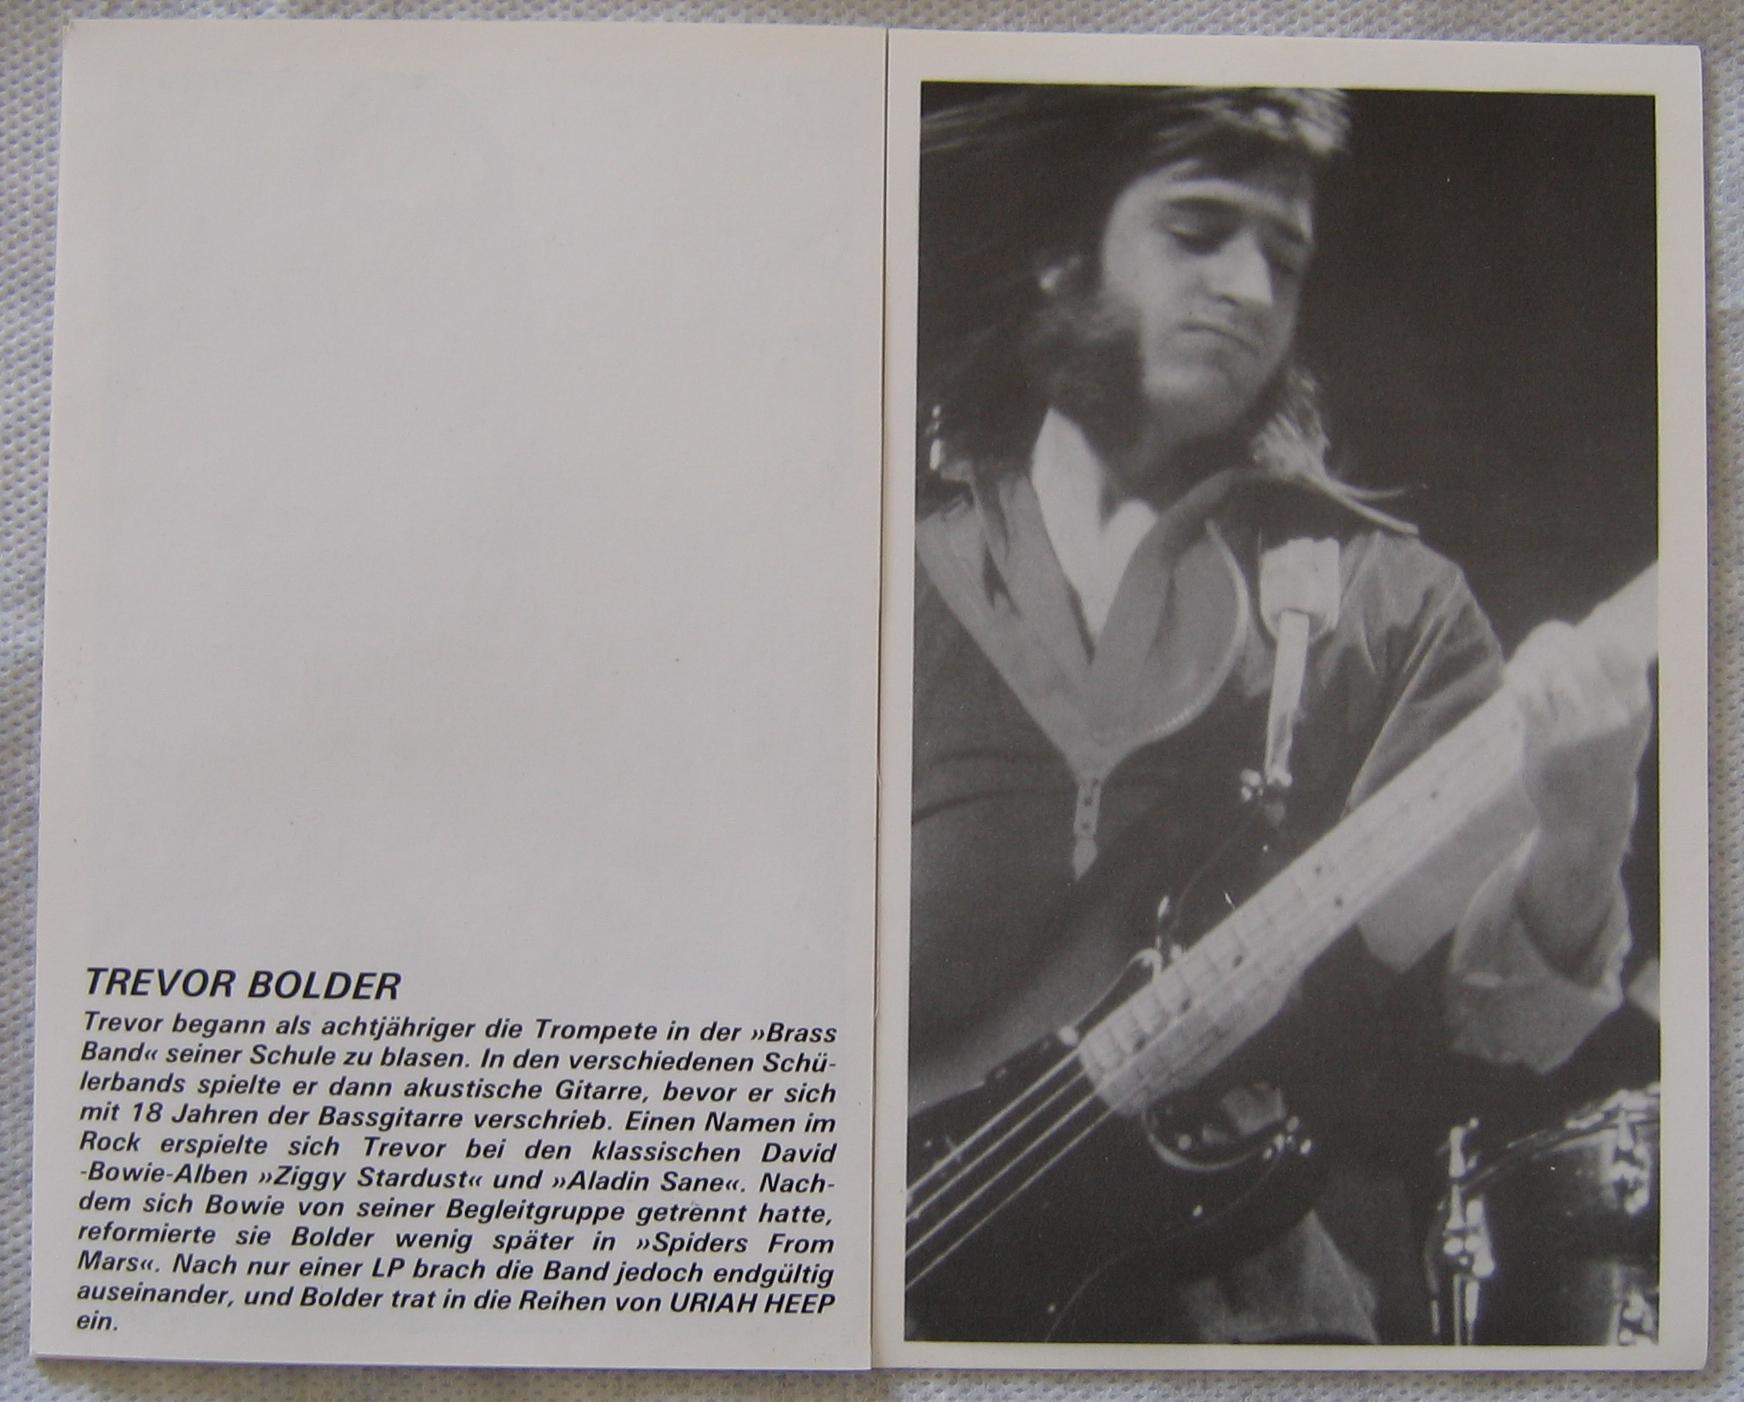 TREVOR BOLDER
Trevor begann als achtjähriger die Trompete in der »Brass
Band« seiner Schule zu blasen. In den verschiedenen Schü-
lerbands spielte er dann akustische Gitarre, bevor er sich
mit 18 Jahren der Bassgitarre verschrieb. Einen Namen im
Rock erspielte sich Trevor bei den klassischen David
-Bowie-Alben »Ziggy Stardust« und »Aladin Sane«. Nach-
dem sich Bowie von seiner Begleitgruppe getrennt hatte,
reformierte sie Bolder wenig später in »Spiders From
Mars«. Nach nur einer LP brach die Band jedoch endgültig
auseinander, und Bolder trat in die Reihen von URIAH HEEP
ein.